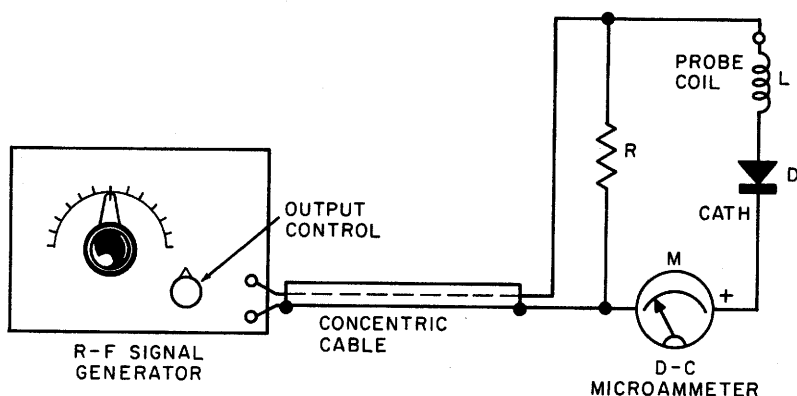 PROBE
COIL
L
R
D
CATH
OUTPUT
CONTROL
M
+
CONCENTRIC
CABLE
R-F SIGNAL
GENERATOR
D-C
MICROAMMETER